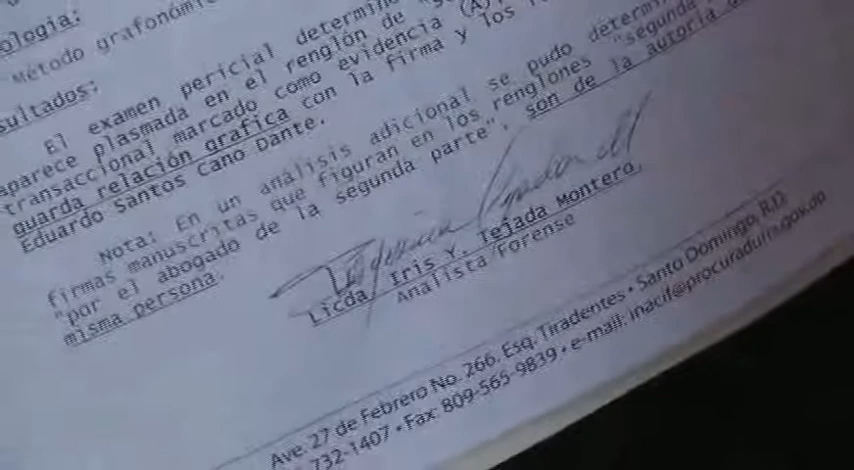 ología:
Método grafonómi
sultados:
El examen pericial determin
aparece plasmada en el renglón de
transaccional marcado como evidencia (A),
guarda relación grafica con la firma y los
Eduardo Santos Cano Dante.
Nota: En un análisis adicional se pudo determi
firmas manuscritas que figuran en los renglones "segunda
"por el abogado de la segunda parte", son de la autoría d
misma persona.
Licda. Iris Y. Tejada Montero,
Analista Forense
Ave. 27 de Febrero No. 266. Esq. Tiradentes • Santo Domingo, R.D.
732-1407 • Fax: 809-565-9839 • e-mail: inacif@procuraduria.gov.do